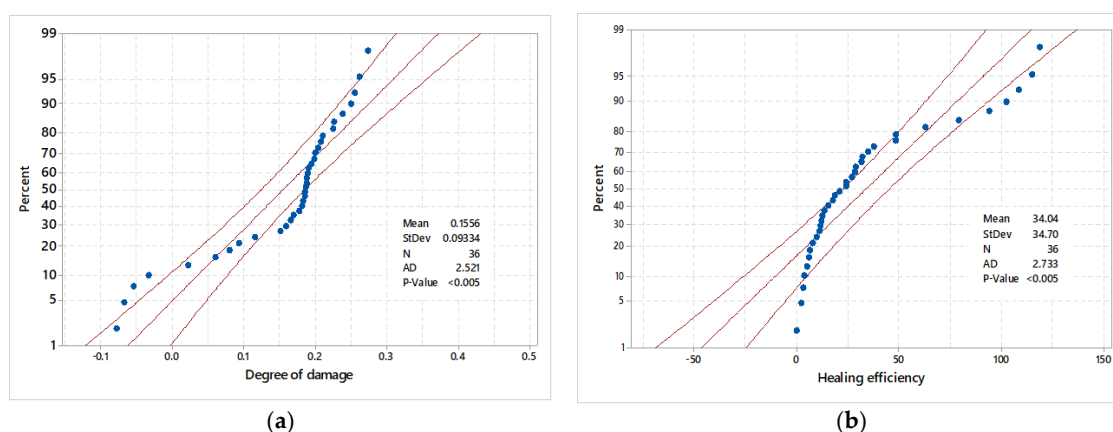 99
95
90
80
70
60
50
40
30
20
10
5
1
Percent
Mean 0.1556
StDev 0.09334
N 36
AD 2.521
P-Value <0.005
-0.1 0.0 0.1 0.2 0.3 0.4 0.5
Degree of damage
(a)
99
95
90
80
70
60
50
40
30
20
10
5
1
Percent
Mean 34.04
StDev 34.70
N 36
AD 2.733
P-Value <0.005
-50 0 50 100 150
Healing efficiency
(b)